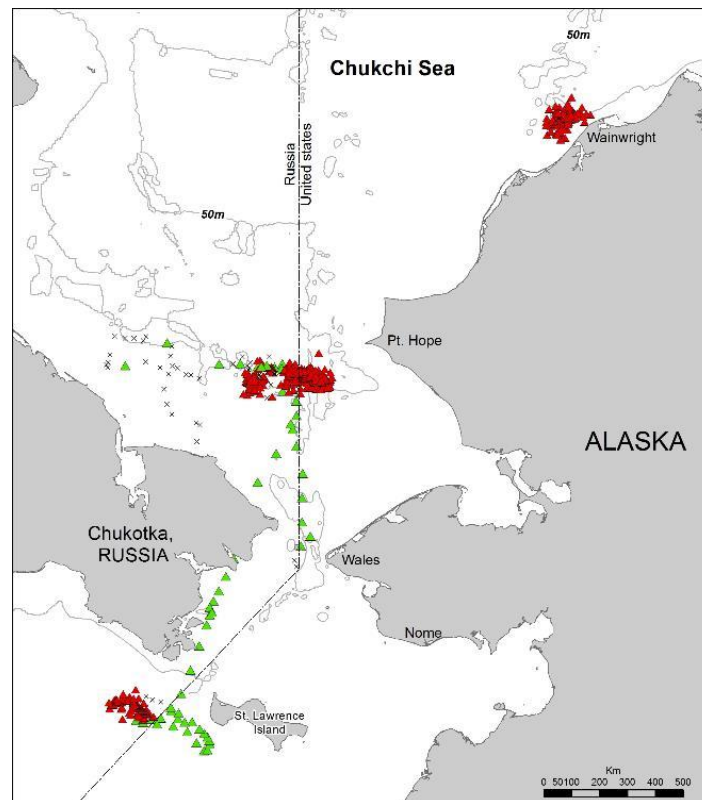 50m
Chukchi Sea
Wainwright
Russia
United states
50m
Pt. Hope
ALASKA
Chukotka,
RUSSIA
Wales
Nome
St. Lawrence
Island
Km
0 50100 200 300 400 500